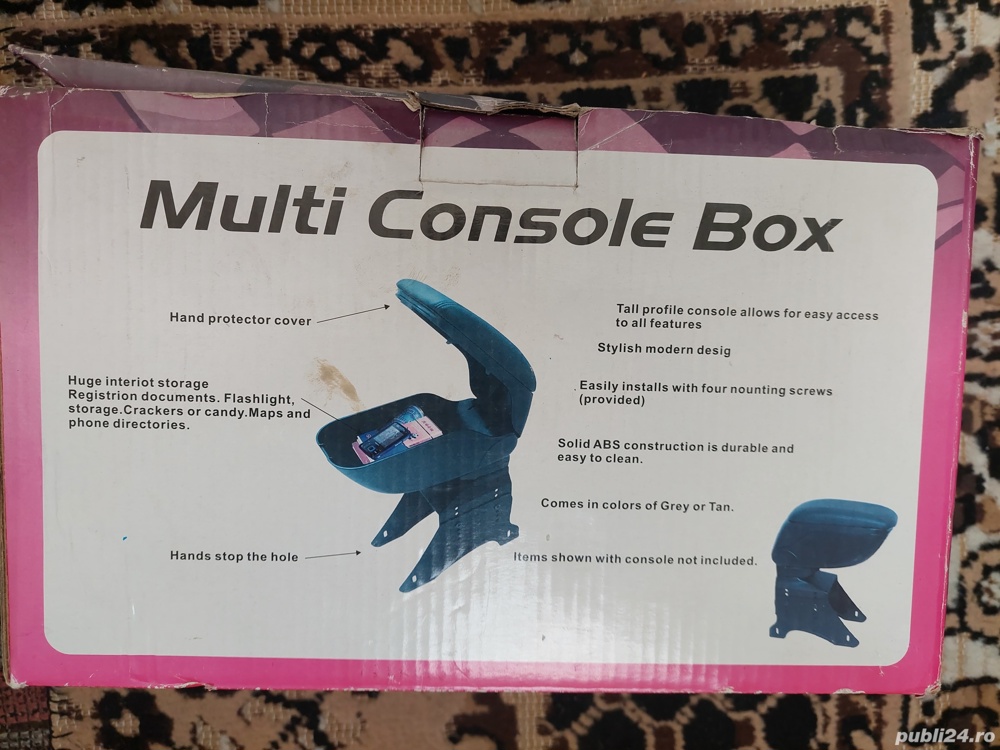 Multi Console Box
Hand protector cover
Huge interiot storage
Registrion documents. Flashlight,
storage.Crackers or candy.Maps and
phone directories.
Hands stop the hole
Tall profile console allows for easy access
to all features
Stylish modern desig
Easily installs with four nounting screws
(provided)
Solid ABS construction is durable and
easy to clean.
Comes in colors of Grey or Tan.
Items shown with console not included.
publi24.ro